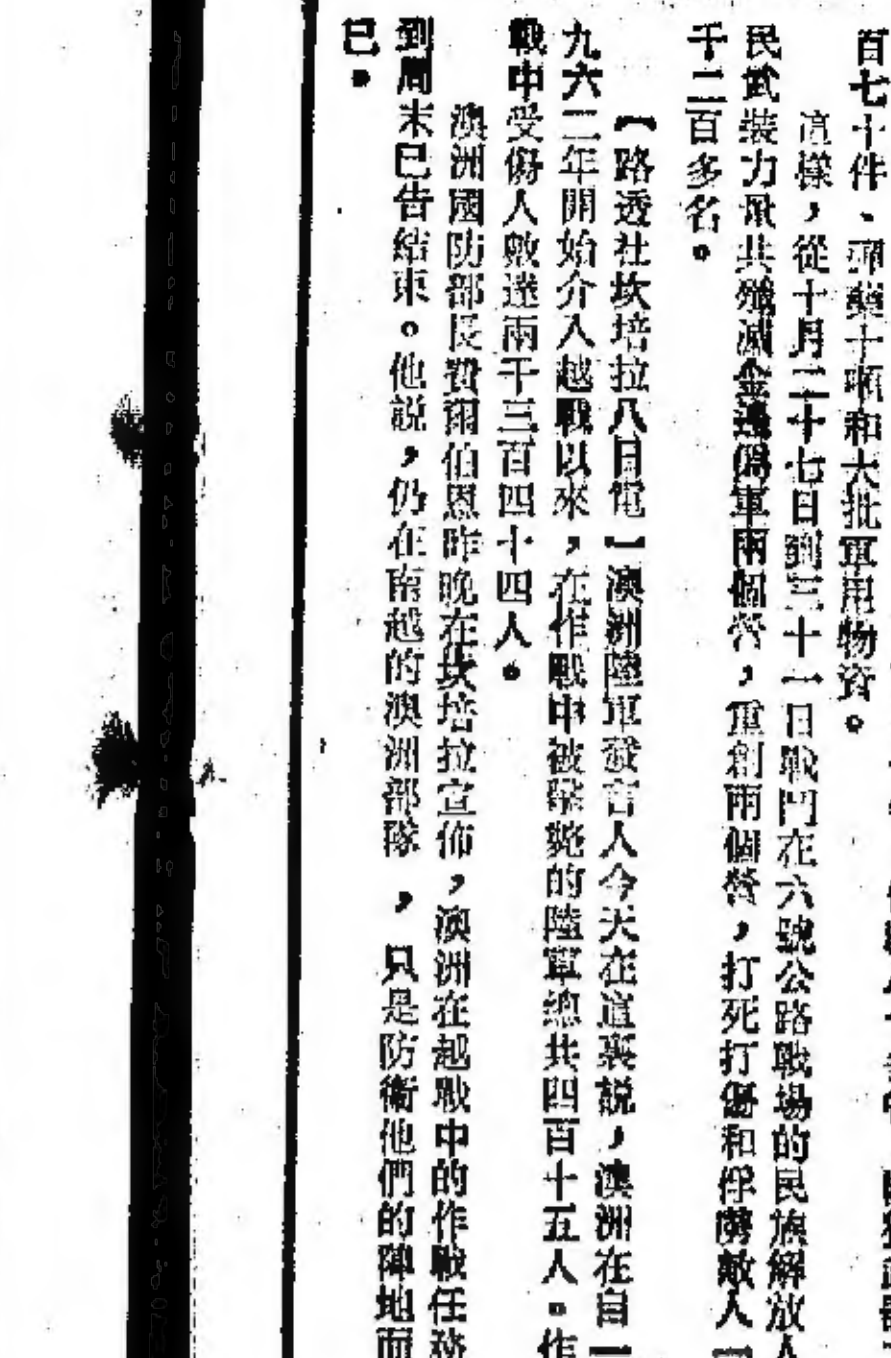 百七十件、彈藥十噸和大批軍用物資。
這樣，從十月二十七日到三十一日戰鬥在六號公路戰場的民族解放人
民武裝力量共殲滅金邊僞軍兩個營，重創兩個營，打死打傷和俘虜敵人一
千二百多名。
【路透社坎培拉八日電】澳洲陸軍發言人今天在這裏說，澳洲在自一
九六二年開始介入越戰以來，在作戰中被擊斃的陸軍總共四百十五人。作
戰中受傷人數達兩千三百四十四人。
澳洲國防部長費爾伯恩昨晚在坎培拉宣佈，澳洲在越戰中的作戰任務
到周末已告結束。他說，仍在南越的澳洲部隊，只是防衛他們的陣地而
已。